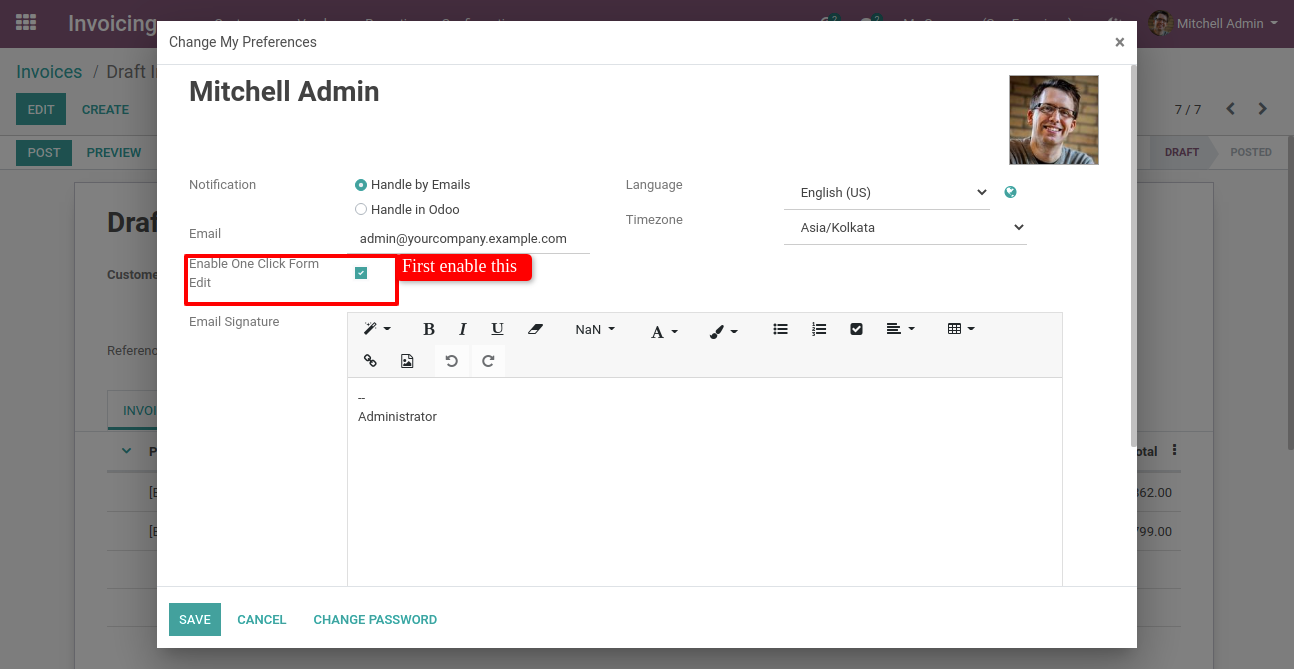 Invoicing
2
2
Mitchell Admin
Change My Preferences
×
Invoices / Draft I
EDIT CREATE
7 / 7
POST PREVIEW
DRAFT POSTED
Mitchell Admin
Notification
Handle by Emails
Handle in Odoo
Language
English (US)
Timezone
Asia/Kolkata
Email
admin@yourcompany.example.com
Enable One Click Form
Edit
First enable this
Email Signature
B I U NaN A
--
Administrator
Draf
Custome
Referenc
INVOI
P
otal
[E
362.00
[E
799.00
SAVE CANCEL CHANGE PASSWORD